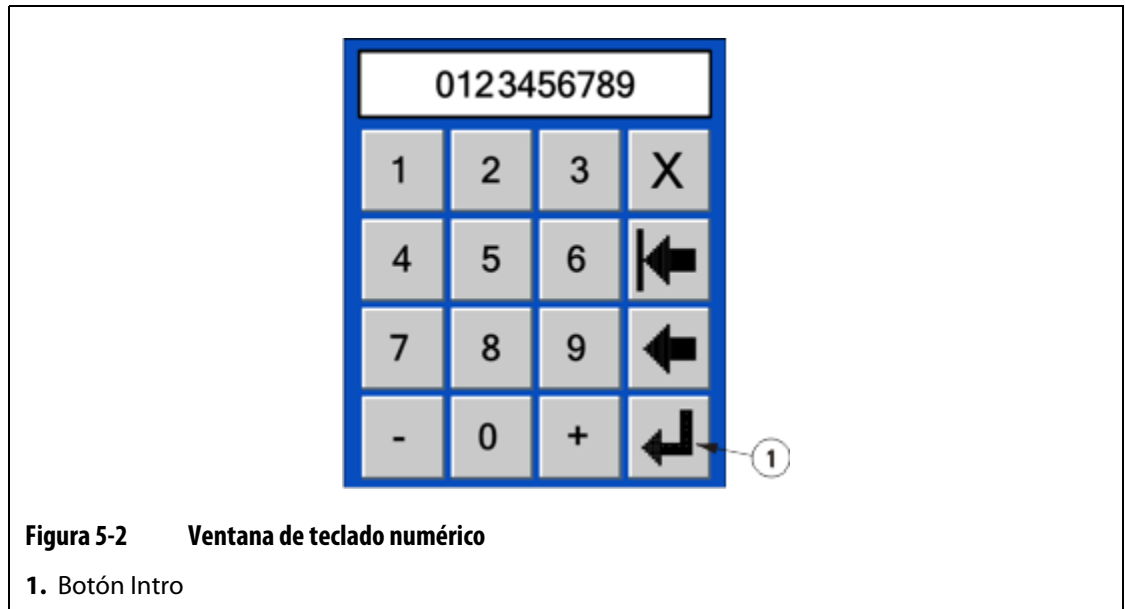 0123456789
1 2 3 X
4 5 6
7 8 9
- 0 +
1
Figura 5-2 Ventana de teclado numérico
1. Botón Intro